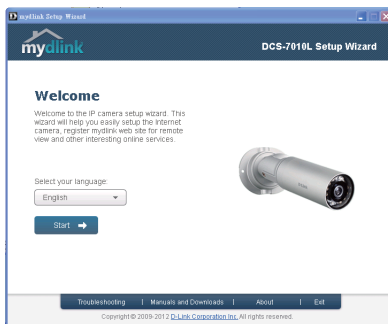 mydlink Setup Wizard
mydlink
DCS-7010L Setup Wizard
Welcome
Welcome to the IP camera setup wizard. This
wizard will help you easily setup the Internet
camera, register mydlink web site for remote
view and other interesting online services.
Select your language:
English
Start
Troubleshooting | Manuals and Downloads | About | Exit
Copyright © 2009-2012 D-Link Corporation Inc. All rights reserved.